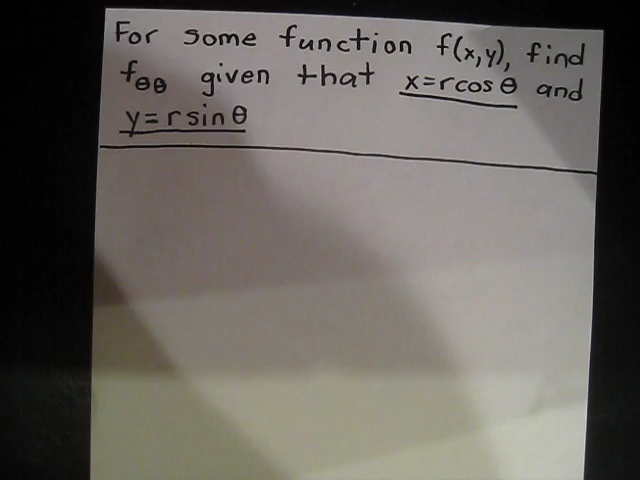 For some function f(x,y), find
fθθ given that x=rcosθ and
y=rsinθ